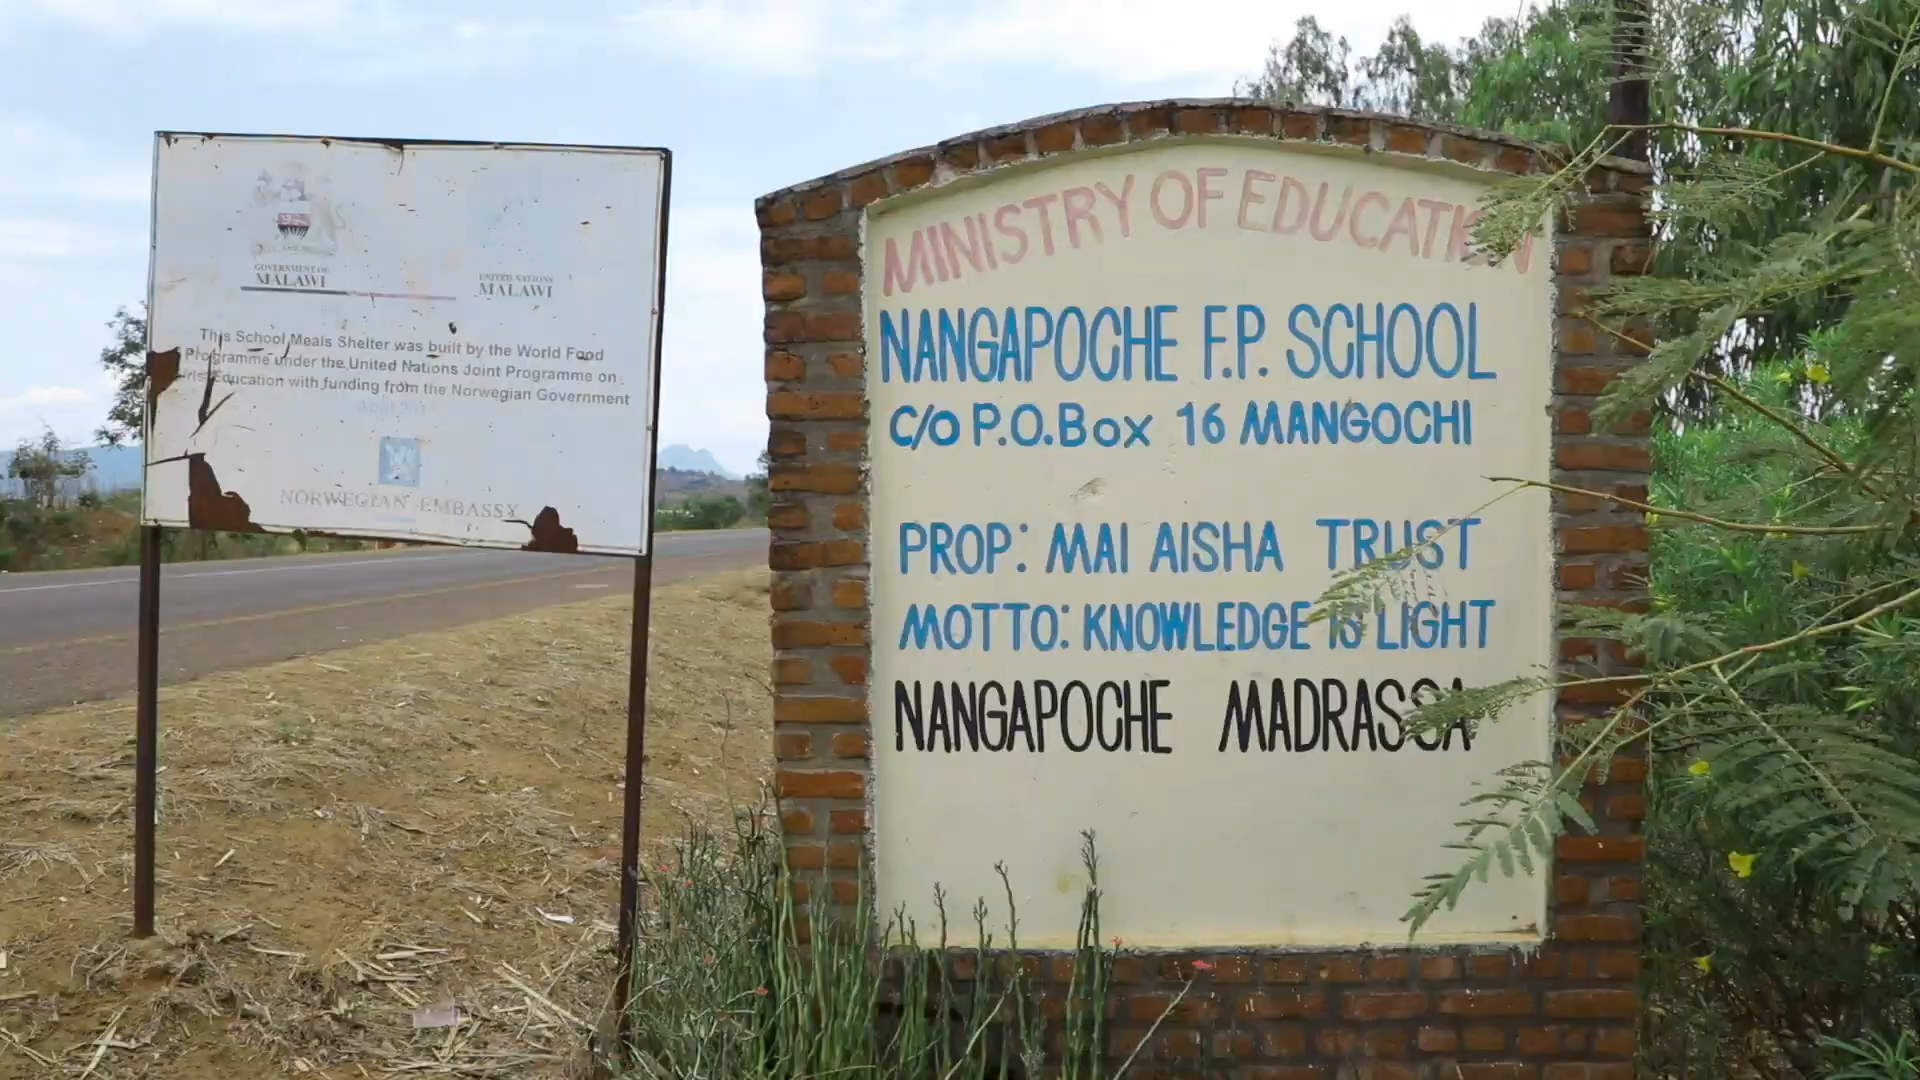 GOVERNMENT OF
MALAWI
UNITED NATIONS
MALAWI
This School Meals Shelter was built by the World Food
Programme under the United Nations Joint Programme on
Education with funding from the Norwegian Government
April
NORWEGIAN EMBASSY
MINISTRY OF EDUCATION
NANGAPOCHE F.P. SCHOOL
C/O P.O.Box 16 MANGOCHI
PROP: MAI AISHA TRUST
MOTTO: KNOWLEDGE IS LIGHT
NANGAPOCHE MADRASSA